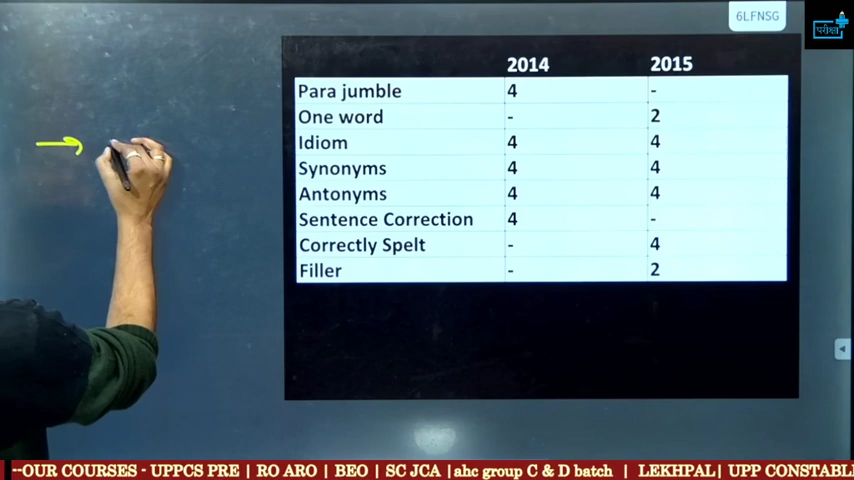 6LFNSG
परीक्षा
2014 2015
Para jumble 4 -
One word - 2
Idiom 4 4
Synonyms 4 4
Antonyms 4 4
Sentence Correction 4 -
Correctly Spelt - 4
Filler - 2
--OUR COURSES - UPPCS PRE | RO ARO | BEO | SC JCA |ahc group C & D batch | LEKHPAL| UPP CONSTABLE